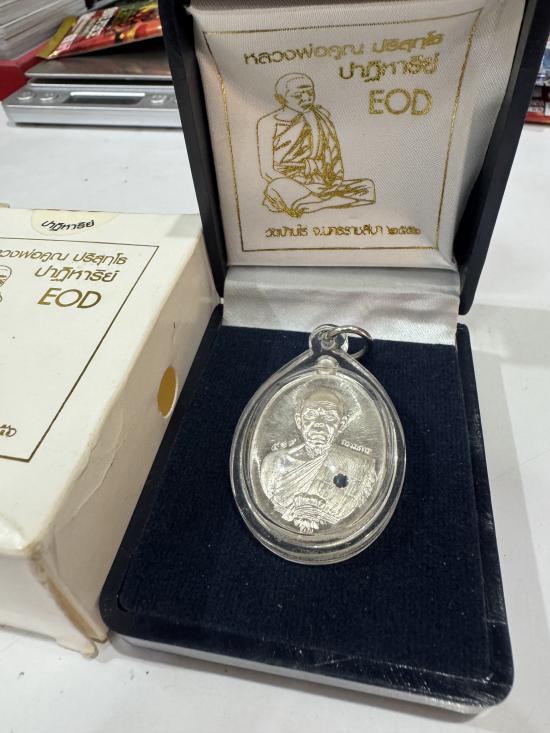 หลวงพ่อคูณ ปริสุทฺโธ
ปาฏิหาริย์
EOD
วัดบ้านไร่ จ.นครราชสีมา ๒๕๕๖
ปาฏิหาริย์
หลวงพ่อคูณ ปริสุทฺโธ
ปาฏิหาริย์
EOD